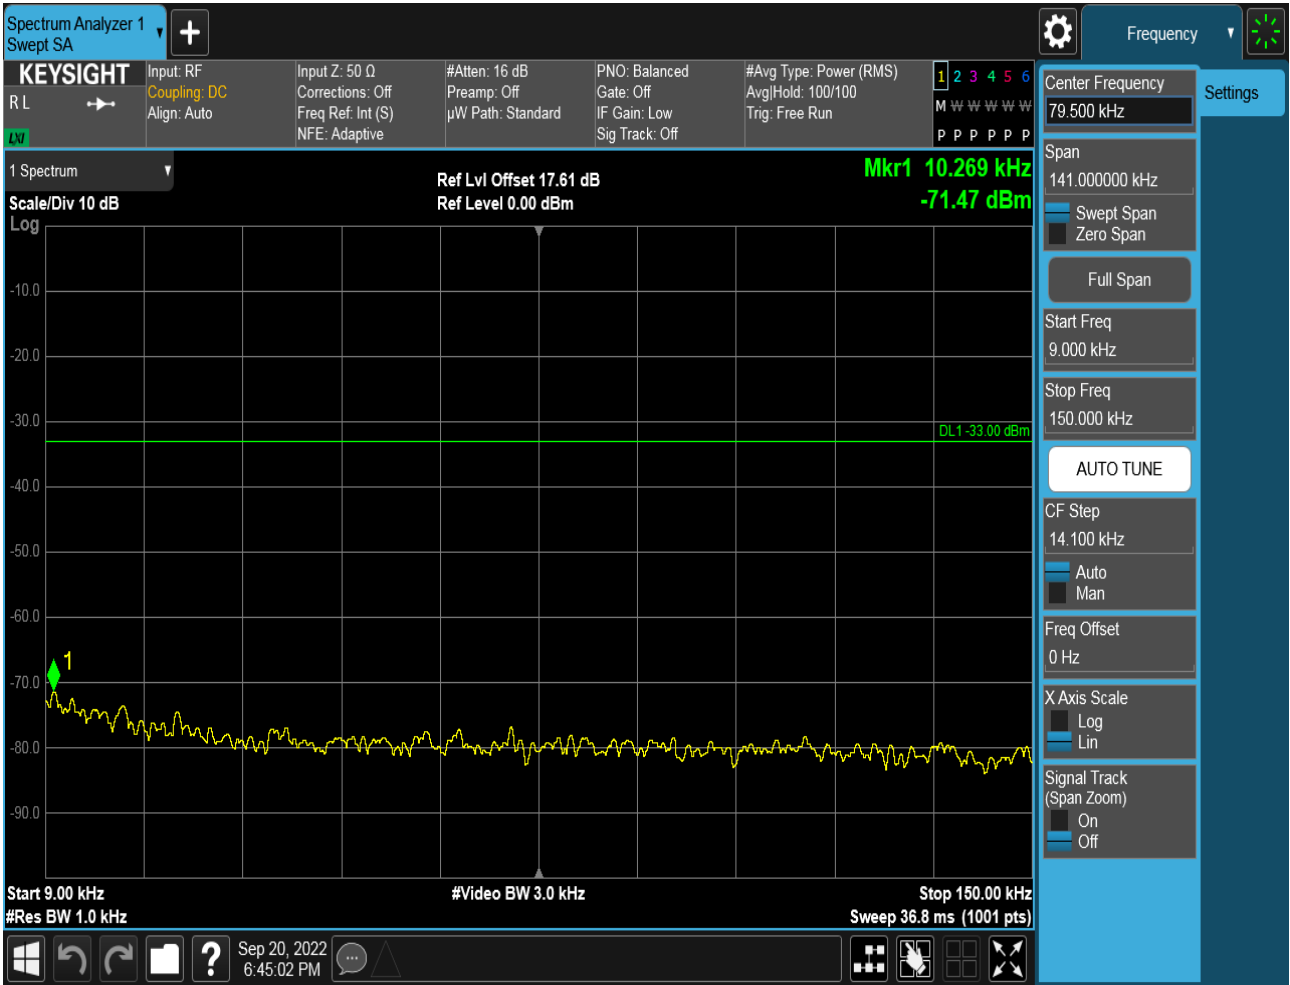 Spectrum Analyzer 1
Swept SA
Frequency
KEYSIGHT
R L
LXI
Input: RF
Coupling: DC
Align: Auto
Input Z: 50 Ω
Corrections: Off
Freq Ref: Int (S)
NFE: Adaptive
#Atten: 16 dB
Preamp: Off
µW Path: Standard
PNO: Balanced
Gate: Off
IF Gain: Low
Sig Track: Off
#Avg Type: Power (RMS)
Avg|Hold: 100/100
Trig: Free Run
1 2 3 4 5 6
M W W W W W
P P P P P P
1 Spectrum
Scale/Div 10 dB
Log
Ref Lvl Offset 17.61 dB
Ref Level 0.00 dBm
Mkr1 10.269 kHz
-71.47 dBm
-10.0
-20.0
-30.0
DL1 -33.00 dBm
-40.0
-50.0
-60.0
1
-70.0
-80.0
-90.0
Start 9.00 kHz
#Res BW 1.0 kHz
#Video BW 3.0 kHz
Stop 150.00 kHz
Sweep 36.8 ms (1001 pts)
Center Frequency
79.500 kHz
Span
141.000000 kHz
Swept Span
Zero Span
Full Span
Start Freq
9.000 kHz
Stop Freq
150.000 kHz
AUTO TUNE
CF Step
14.100 kHz
Auto
Man
Freq Offset
0 Hz
X Axis Scale
Log
Lin
Signal Track
(Span Zoom)
On
Off
Settings
?
Sep 20, 2022
6:45:02 PM